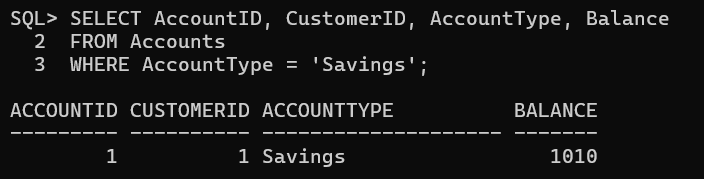 SQL> SELECT AccountID, CustomerID, AccountType, Balance
  2  FROM Accounts
  3  WHERE AccountType = 'Savings';

ACCOUNTID CUSTOMERID ACCOUNTTYPE          BALANCE
--------- ---------- -------------------- -------
        1          1 Savings                 1010